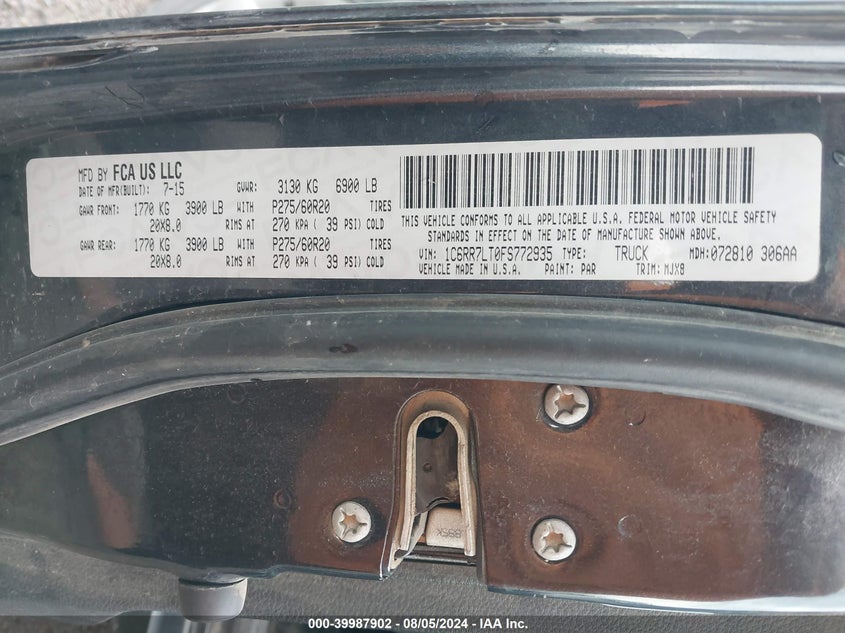 MFD BY FCA US LLC
DATE OF MFR(BUILT): 7-15 GVWR: 3130 KG 6900 LB
GAWR FRONT: 1770 KG 3900 LB WITH P275/60R20 TIRES
20X8.0 RIMS AT 270 KPA( 39 PSI) COLD
GAWR REAR: 1770 KG 3900 LB WITH P275/60R20 TIRES
20X8.0 RIMS AT 270 KPA( 39 PSI) COLD
THIS VEHICLE CONFORMS TO ALL APPLICABLE U.S.A. FEDERAL MOTOR VEHICLE SAFETY
STANDARDS IN EFFECT ON THE DATE OF MANUFACTURE SHOWN ABOVE.
VIN: 1C6RR7LT0FS772935 TYPE: TRUCK MDH:072810 306AA
VEHICLE MADE IN U.S.A. PAINT: PAR TRIM: MJX8
000-39987902 - 08/05/2024 - IAA Inc.